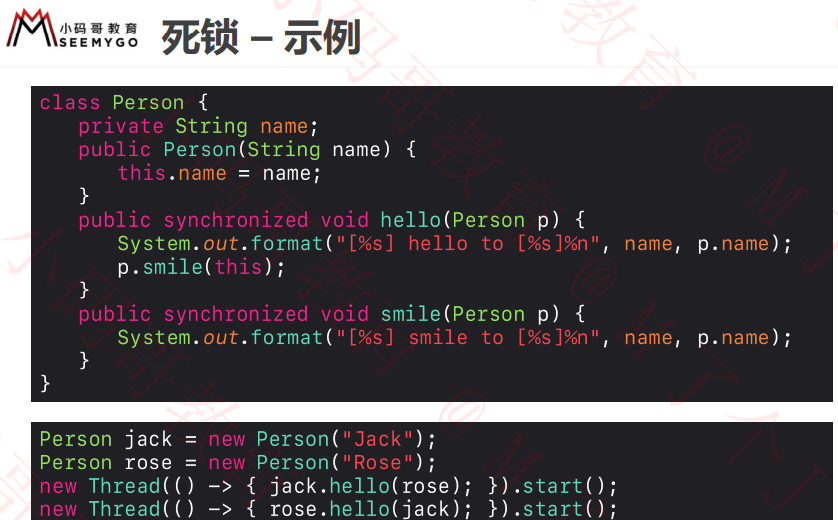 小码哥教育
SEEMYGO
死锁 – 示例
class Person {
    private String name;
    public Person(String name) {
        this.name = name;
    }
    public synchronized void hello(Person p) {
        System.out.format("[%s] hello to [%s]%n", name, p.name);
        p.smile(this);
    }
    public synchronized void smile(Person p) {
        System.out.format("[%s] smile to [%s]%n", name, p.name);
    }
}
Person jack = new Person("Jack");
Person rose = new Person("Rose");
new Thread(() -> { jack.hello(rose); }).start();
new Thread(() -> { rose.hello(jack); }).start();